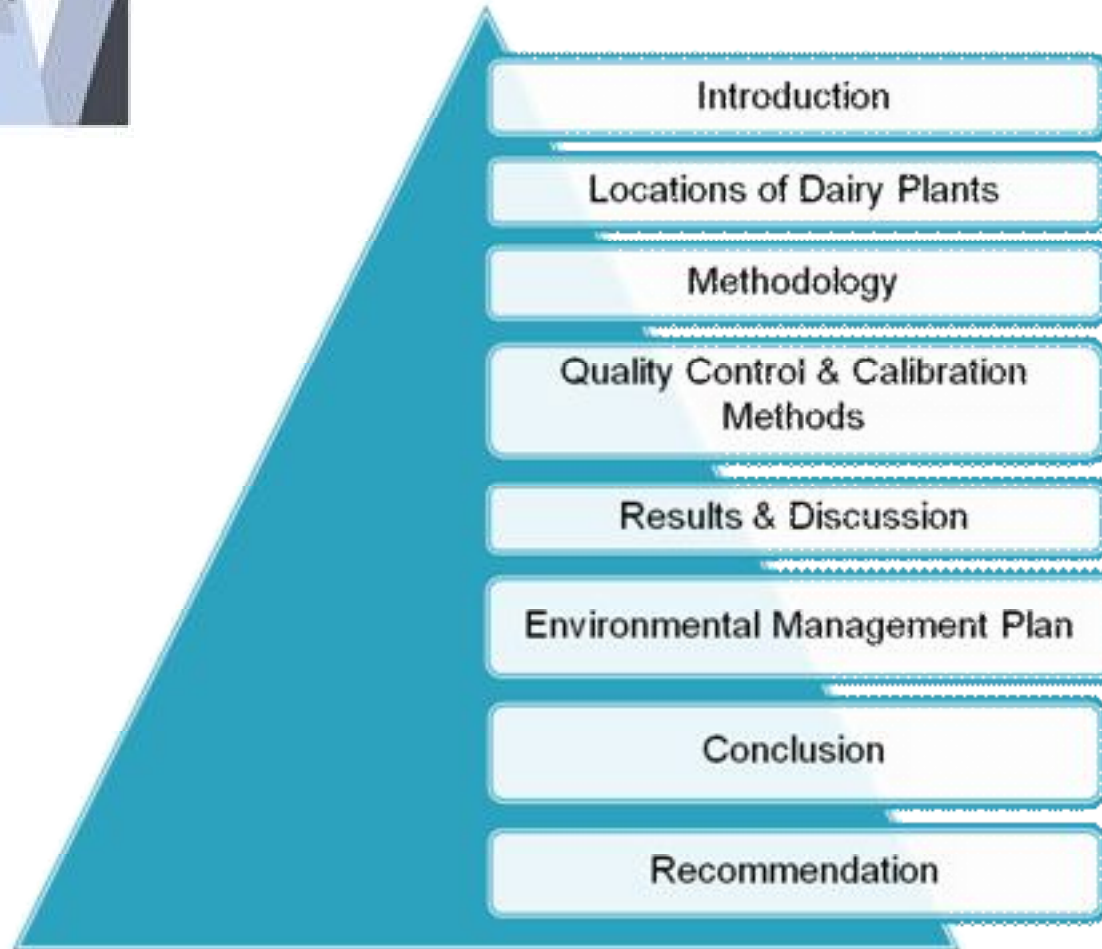 Introduction
Locations of Dairy Plants
Methodology
Quality Control & Calibration
Methods
Results & Discussion
Environmental Management Plan
Conclusion
Recommendation